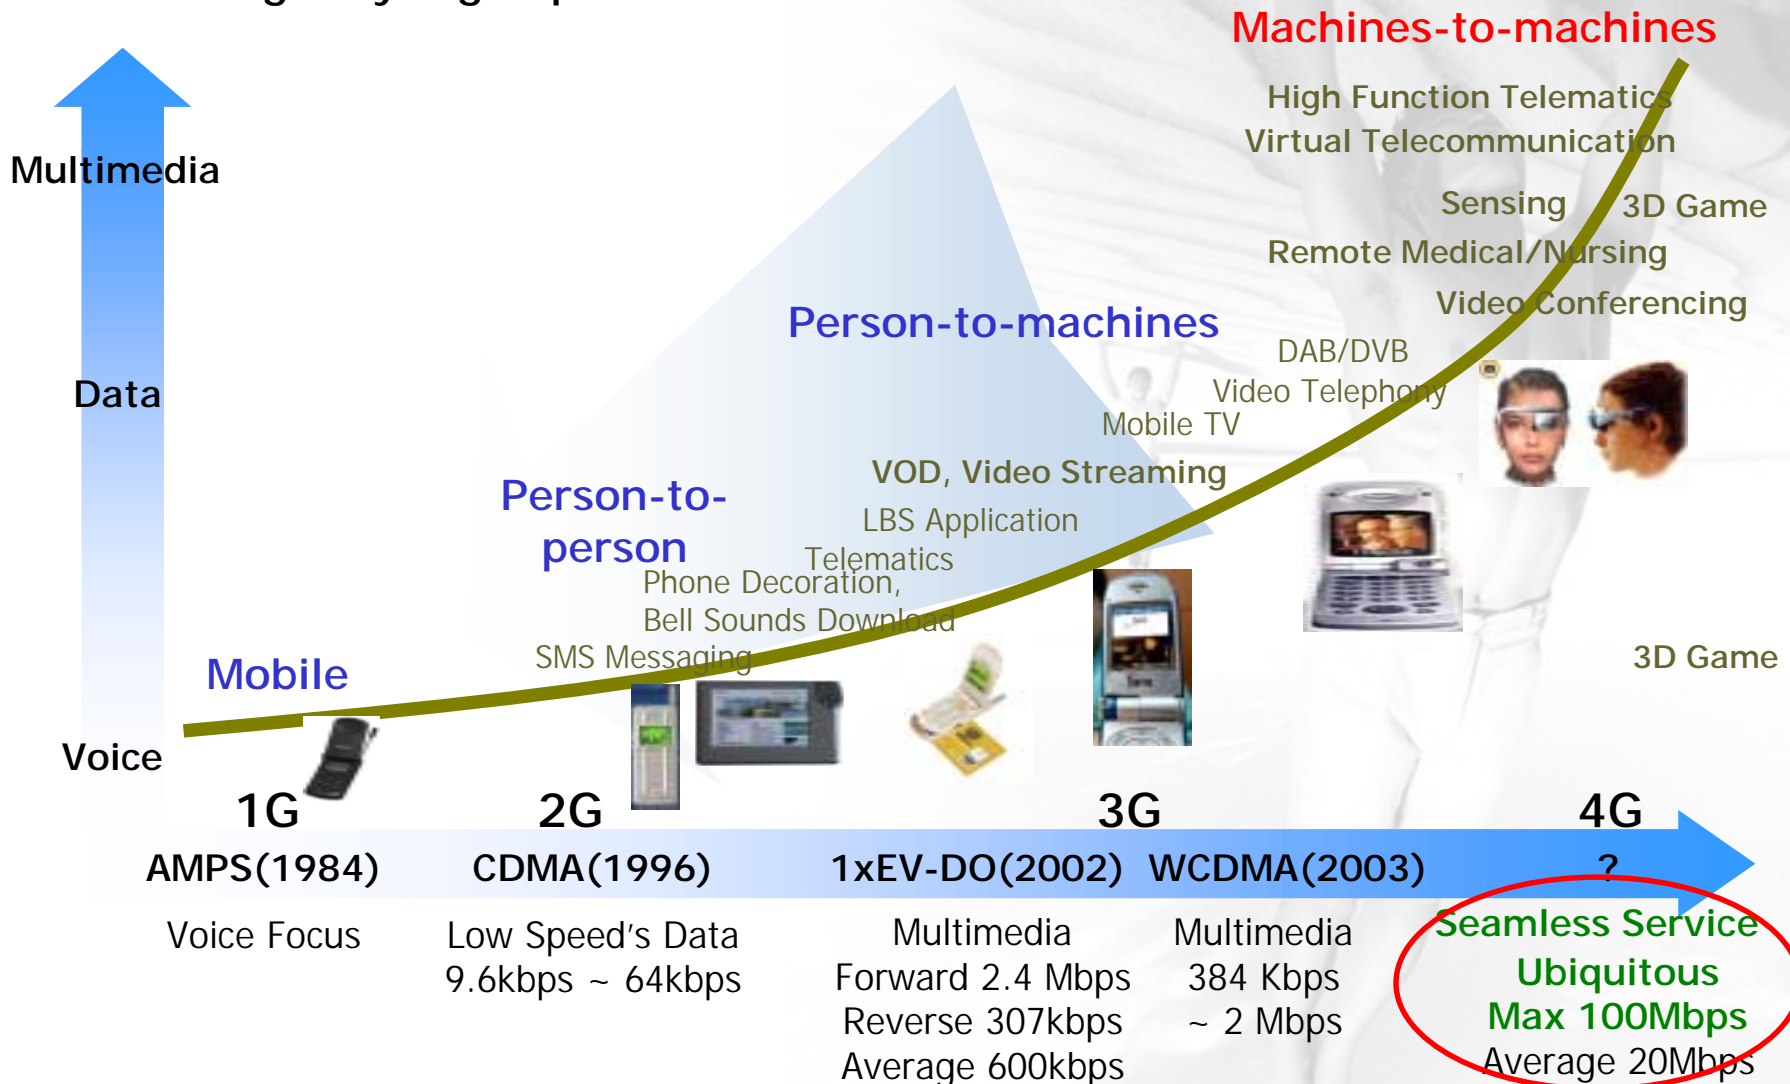 Machines-to-machines
High Function Telematics
Virtual Telecommunication
Multimedia
Sensing
3D Game
Remote Medical/Nursing
Video Conferencing
Person-to-machines
DAB/DVB
Data
Video Telephony
Mobile TV
VOD, Video Streaming
Person-to-
person
LBS Application
Telematics
Phone Decoration,
Bell Sounds Download
SMS Messaging
Mobile
3D Game
Voice
1G
2G
3G
4G
AMPS(1984)
CDMA(1996)
1xEV-DO(2002)
WCDMA(2003)
?
Voice Focus
Low Speed's Data
9.6kbps ~ 64kbps
Multimedia
Forward 2.4 Mbps
Reverse 307kbps
Average 600kbps
Multimedia
384 Kbps
~ 2 Mbps
Seamless Service
Ubiquitous
Max 100Mbps
Average 20Mbps